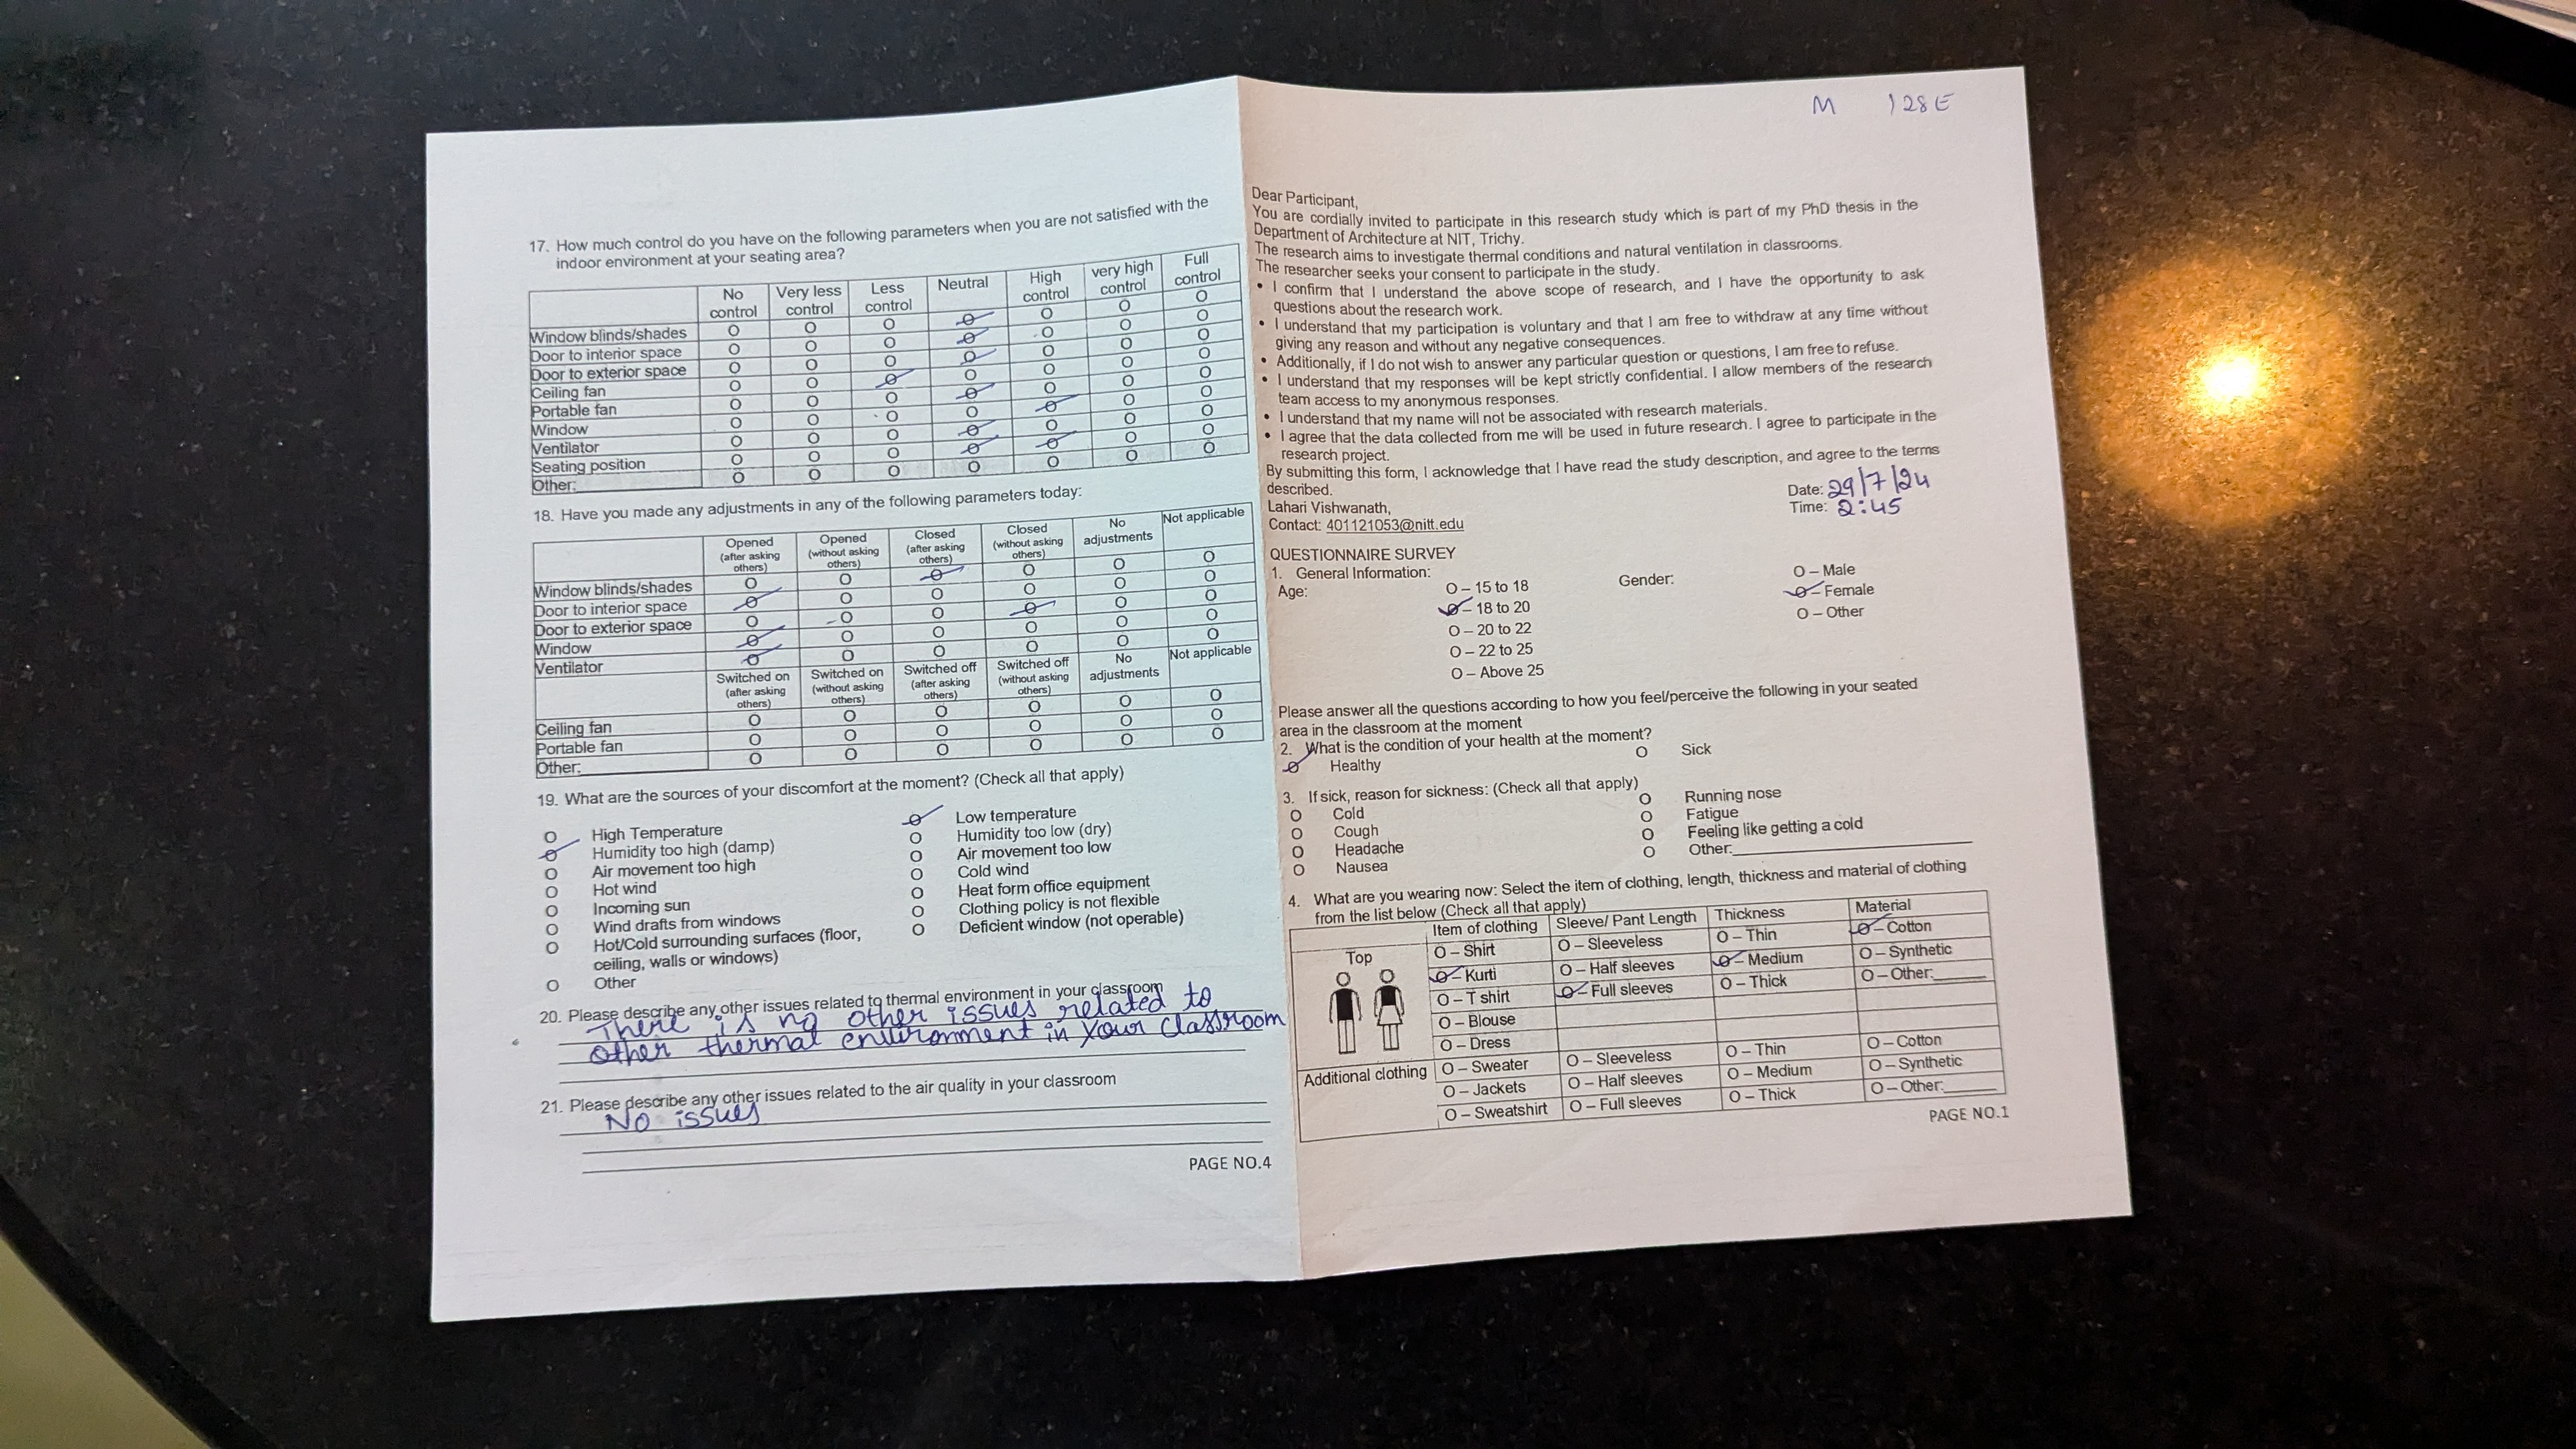 17. How much control do you have on the following parameters when you are not satisfied with the
indoor environment at your seating area?
No control Very less control Less control Neutral High control very high control Full control
Window blinds/shades O O O O O O O
Door to interior space O O O O O O O
Door to exterior space O O O O O O O
Ceiling fan O O O O O O O
Portable fan O O O O O O O
Window O O O O O O O
Ventilator O O O O O O O
Seating position O O O O O O O
Other: O O O O O O O
18. Have you made any adjustments in any of the following parameters today:
Opened (after asking others) Opened (without asking others) Closed (after asking others) Closed (without asking others) No adjustments Not applicable
Window blinds/shades O O O O O O
Door to interior space O O O O O O
Door to exterior space O O O O O O
Window O O O O O O
Ventilator O O O O O O
Switched on (after asking others) Switched on (without asking others) Switched off (after asking others) Switched off (without asking others) No adjustments Not applicable
Ceiling fan O O O O O O
Portable fan O O O O O O
Other: O O O O O O
19. What are the sources of your discomfort at the moment? (Check all that apply)
O High Temperature O Low temperature
O Humidity too high (damp) O Humidity too low (dry)
O Air movement too high O Air movement too low
O Hot wind O Cold wind
O Incoming sun O Heat form office equipment
O Wind drafts from windows O Clothing policy is not flexible
O Hot/Cold surrounding surfaces (floor, O Deficient window (not operable)
ceiling, walls or windows)
O Other
20. Please describe any other issues related to thermal environment in your classroom
There is no other issues related to
other thermal environment in your classroom
21. Please describe any other issues related to the air quality in your classroom
No issues
PAGE NO.4
M 128E
Dear Participant,
You are cordially invited to participate in this research study which is part of my PhD thesis in the
Department of Architecture at NIT, Trichy.
The research aims to investigate thermal conditions and natural ventilation in classrooms.
The researcher seeks your consent to participate in the study.
• I confirm that I understand the above scope of research, and I have the opportunity to ask
questions about the research work.
• I understand that my participation is voluntary and that I am free to withdraw at any time without
giving any reason and without any negative consequences.
• Additionally, if I do not wish to answer any particular question or questions, I am free to refuse.
• I understand that my responses will be kept strictly confidential. I allow members of the research
team access to my anonymous responses.
• I understand that my name will not be associated with research materials.
• I agree that the data collected from me will be used in future research. I agree to participate in the
research project.
By submitting this form, I acknowledge that I have read the study description, and agree to the terms
described.
Lahari Vishwanath,
Contact: 401121053@nitt.edu
Date: 29/7/24
Time: 2:45
QUESTIONNAIRE SURVEY
1. General Information:
Age: O – 15 to 18 Gender: O – Male
O – 18 to 20 O – Female
O – 20 to 22 O – Other
O – 22 to 25
O – Above 25
Please answer all the questions according to how you feel/perceive the following in your seated
area in the classroom at the moment
2. What is the condition of your health at the moment?
O Healthy O Sick
3. If sick, reason for sickness: (Check all that apply)
O Cold O Running nose
O Cough O Fatigue
O Headache O Feeling like getting a cold
O Nausea O Other:
4. What are you wearing now: Select the item of clothing, length, thickness and material of clothing
from the list below (Check all that apply)
Item of clothing Sleeve/ Pant Length Thickness Material
Top O – Shirt O – Sleeveless O – Thin O – Cotton
O – Kurti O – Half sleeves O – Medium O – Synthetic
O – T shirt O – Full sleeves O – Thick O – Other:
O – Blouse
O – Dress
Additional clothing O – Sweater O – Sleeveless O – Thin O – Cotton
O – Jackets O – Half sleeves O – Medium O – Synthetic
O – Sweatshirt O – Full sleeves O – Thick O – Other:
PAGE NO.1